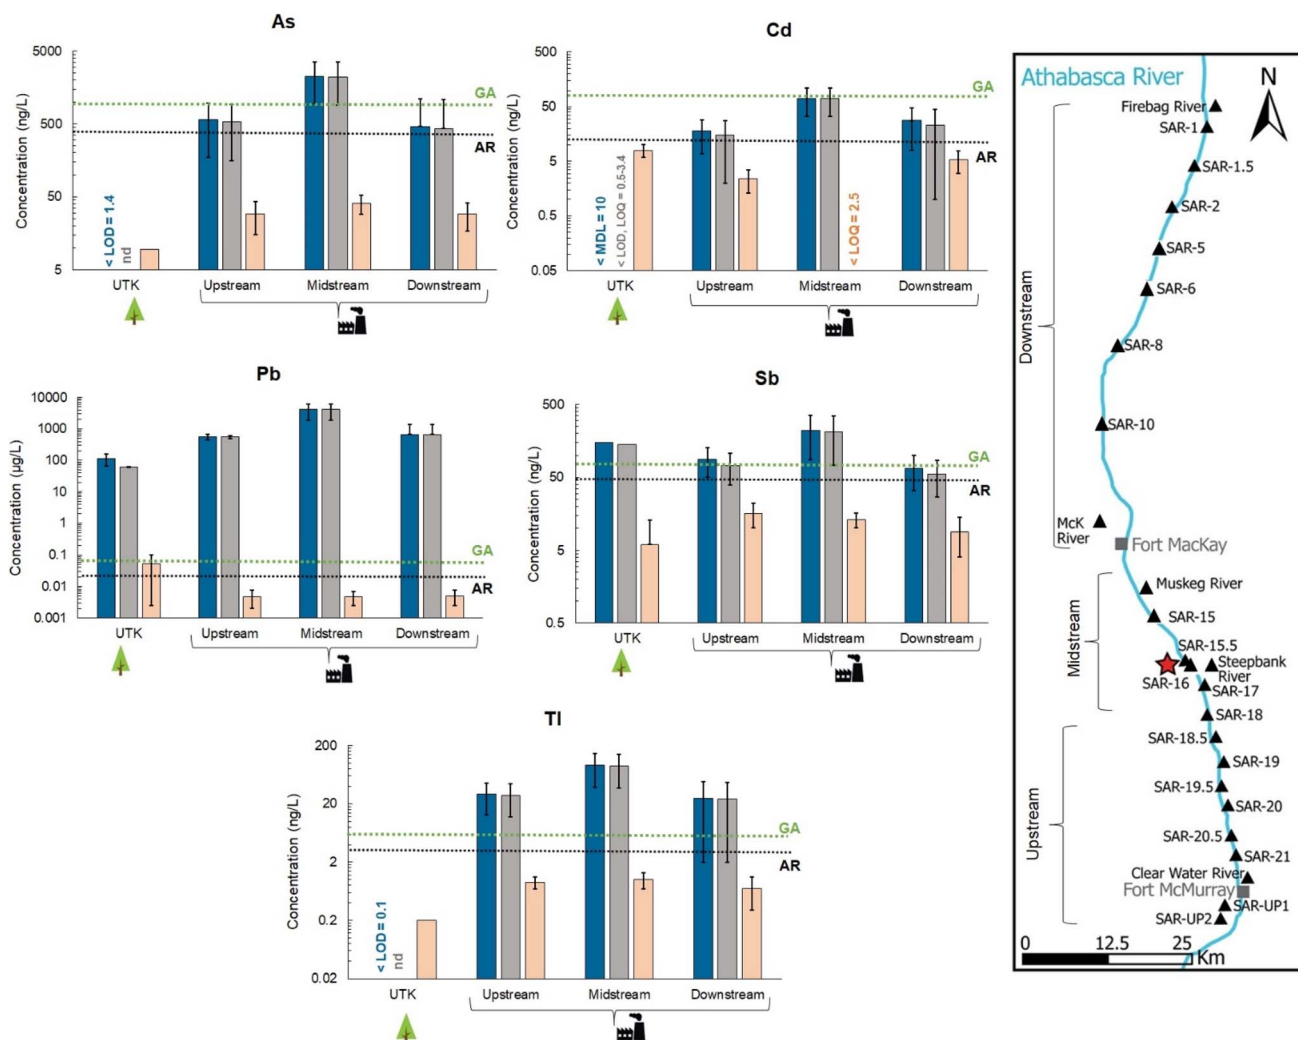 As
Concentration (ng/L)
5000
500
50
5
GA
AR
< LOD = 1.4
nd
UTK
Upstream
Midstream
Downstream
Cd
Concentration (ng/L)
500
50
5
0.5
0.05
GA
AR
< MDL = 10
< LOD, LOQ = 0.5-3.4
< LOQ = 2.5
UTK
Upstream
Midstream
Downstream
Pb
Concentration (µg/L)
10000
1000
100
10
1
0.1
0.01
0.001
GA
AR
UTK
Upstream
Midstream
Downstream
Sb
Concentration (ng/L)
500
50
5
0.5
GA
AR
UTK
Upstream
Midstream
Downstream
Tl
Concentration (ng/L)
200
20
2
0.2
0.02
GA
AR
< LOD = 0.1
nd
UTK
Upstream
Midstream
Downstream
Athabasca River
N
Firebag River
SAR-1
SAR-1.5
SAR-2
SAR-5
SAR-6
SAR-8
SAR-10
McK
River
Fort MacKay
Downstream
Muskeg River
SAR-15
SAR-15.5
Steepbank
River
SAR-16
SAR-17
SAR-18
Midstream
SAR-18.5
SAR-19
SAR-19.5
SAR-20
SAR-20.5
SAR-21
Clear Water River
Fort McMurray
SAR-UP1
SAR-UP2
Upstream
0
12.5
25
Km